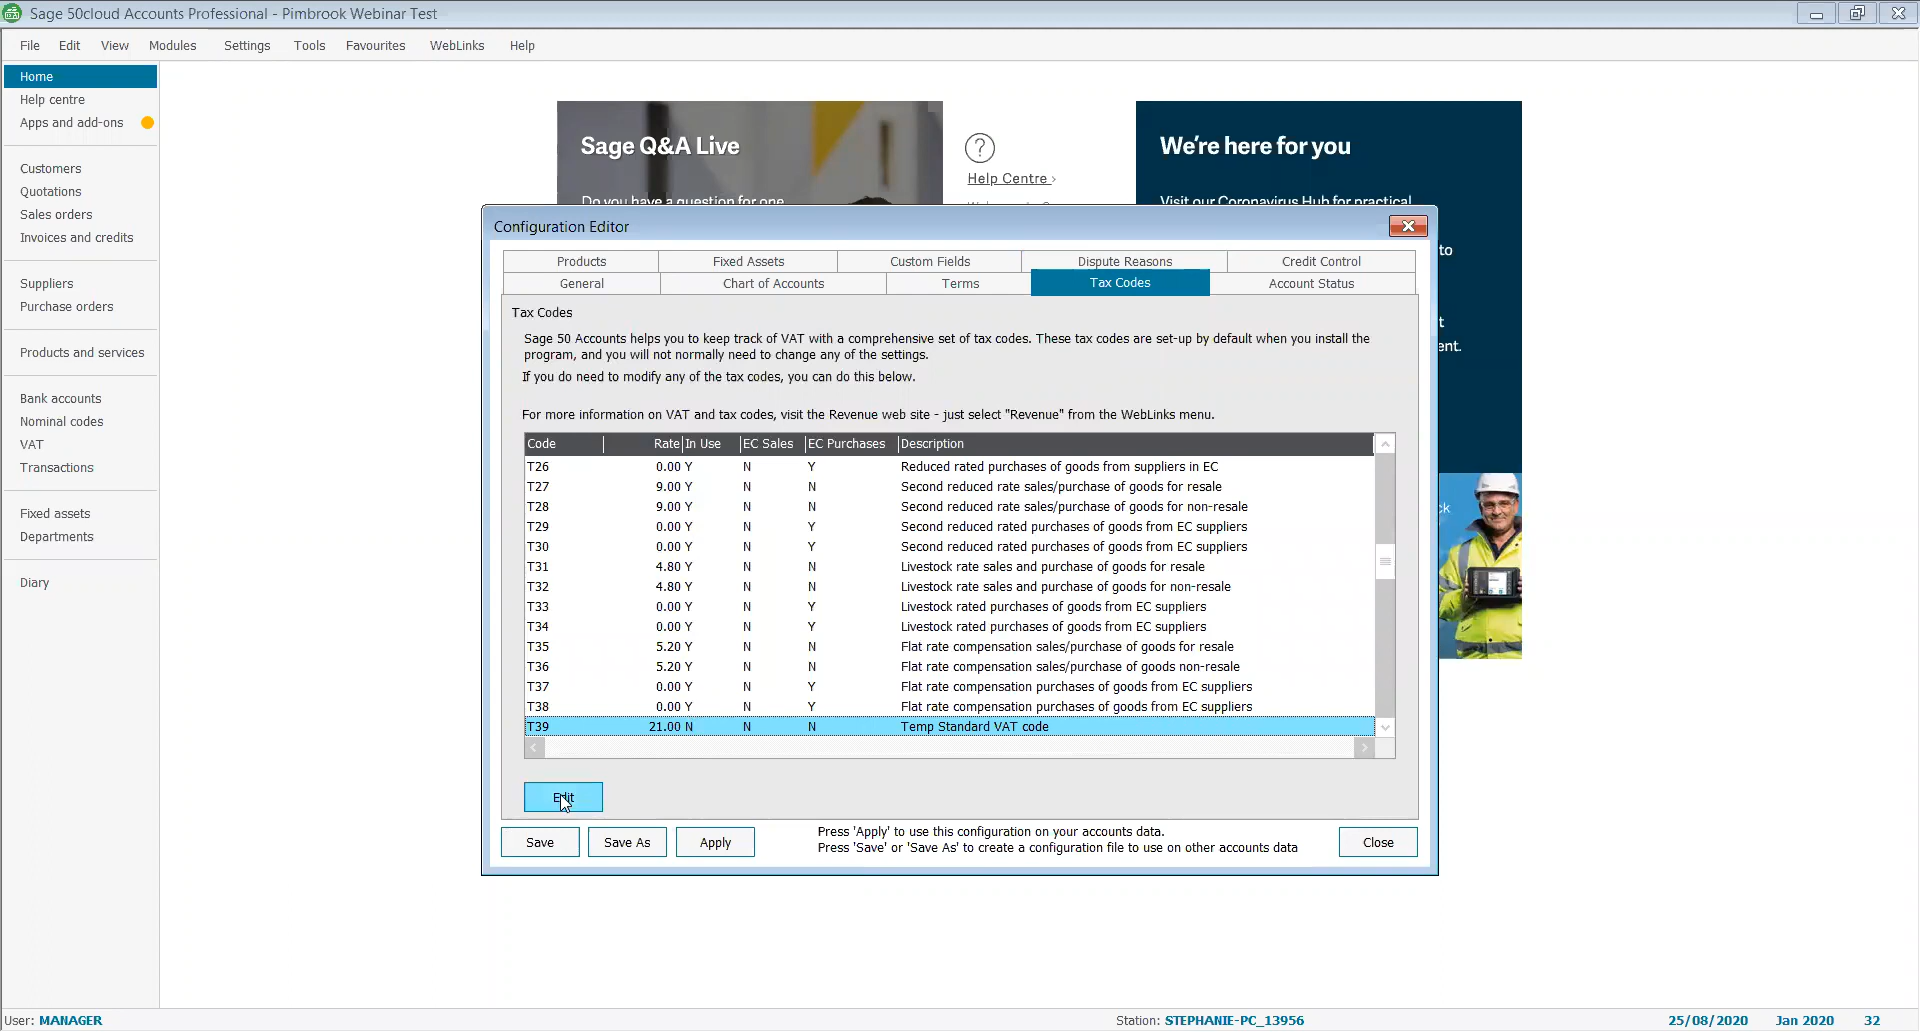 Sage 50cloud Accounts Professional - Pimbrook Webinar Test
File Edit View Modules Settings Tools Favourites WebLinks Help
Home
Help centre
Apps and add-ons
Customers
Quotations
Sales orders
Invoices and credits
Suppliers
Purchase orders
Products and services
Bank accounts
Nominal codes
VAT
Transactions
Fixed assets
Departments
Diary
Sage Q&A Live
Do you have a question for one
?
Help Centre ›
We're here for you
Visit our Coronavirus Hub for practical
to
t
ent.
ck
Configuration Editor
Products Fixed Assets Custom Fields Dispute Reasons Credit Control
General Chart of Accounts Terms Tax Codes Account Status
Tax Codes
Sage 50 Accounts helps you to keep track of VAT with a comprehensive set of tax codes. These tax codes are set-up by default when you install the
program, and you will not normally need to change any of the settings.
If you do need to modify any of the tax codes, you can do this below.
For more information on VAT and tax codes, visit the Revenue web site - just select "Revenue" from the WebLinks menu.
Code Rate In Use EC Sales EC Purchases Description
T26 0.00 Y N Y Reduced rated purchases of goods from suppliers in EC
T27 9.00 Y N N Second reduced rate sales/purchase of goods for resale
T28 9.00 Y N N Second reduced rate sales/purchase of goods for non-resale
T29 0.00 Y N Y Second reduced rated purchases of goods from EC suppliers
T30 0.00 Y N Y Second reduced rated purchases of goods from EC suppliers
T31 4.80 Y N N Livestock rate sales and purchase of goods for resale
T32 4.80 Y N N Livestock rate sales and purchase of goods for non-resale
T33 0.00 Y N Y Livestock rated purchases of goods from EC suppliers
T34 0.00 Y N Y Livestock rated purchases of goods from EC suppliers
T35 5.20 Y N N Flat rate compensation sales/purchase of goods for resale
T36 5.20 Y N N Flat rate compensation sales/purchase of goods non-resale
T37 0.00 Y N Y Flat rate compensation purchases of goods from EC suppliers
T38 0.00 Y N Y Flat rate compensation purchases of goods from EC suppliers
T39 21.00 N N N Temp Standard VAT code
Edit
Save Save As Apply
Press 'Apply' to use this configuration on your accounts data.
Press 'Save' or 'Save As' to create a configuration file to use on other accounts data
Close
User: MANAGER Station: STEPHANIE-PC_13956 25/08/2020 Jan 2020 32